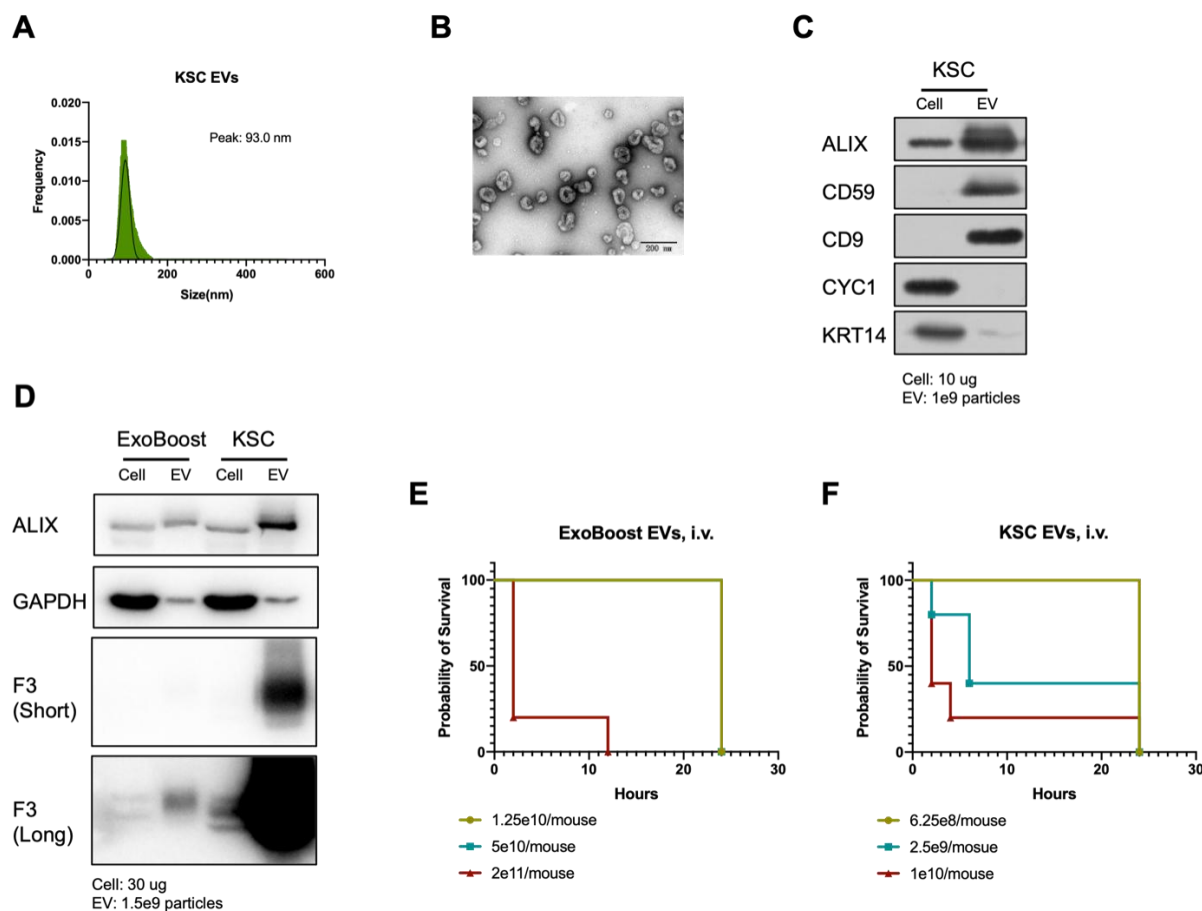 A
KSC EVs
Peak: 93.0 nm
Frequency
0.020
0.015
0.010
0.005
0.000
0 200 400 600
Size(nm)
B
200 nm
C
KSC
Cell EV
ALIX
CD59
CD9
CYC1
KRT14
Cell: 10 ug
EV: 1e9 particles
D
ExoBoost KSC
Cell EV Cell EV
ALIX
GAPDH
F3
(Short)
F3
(Long)
Cell: 30 ug
EV: 1.5e9 particles
E
ExoBoost EVs, i.v.
Probability of Survival
100
50
0
0 10 20 30
Hours
1.25e10/mouse
5e10/mouse
2e11/mouse
F
KSC EVs, i.v.
Probability of Survival
100
50
0
0 10 20 30
Hours
6.25e8/mouse
2.5e9/mosue
1e10/mouse